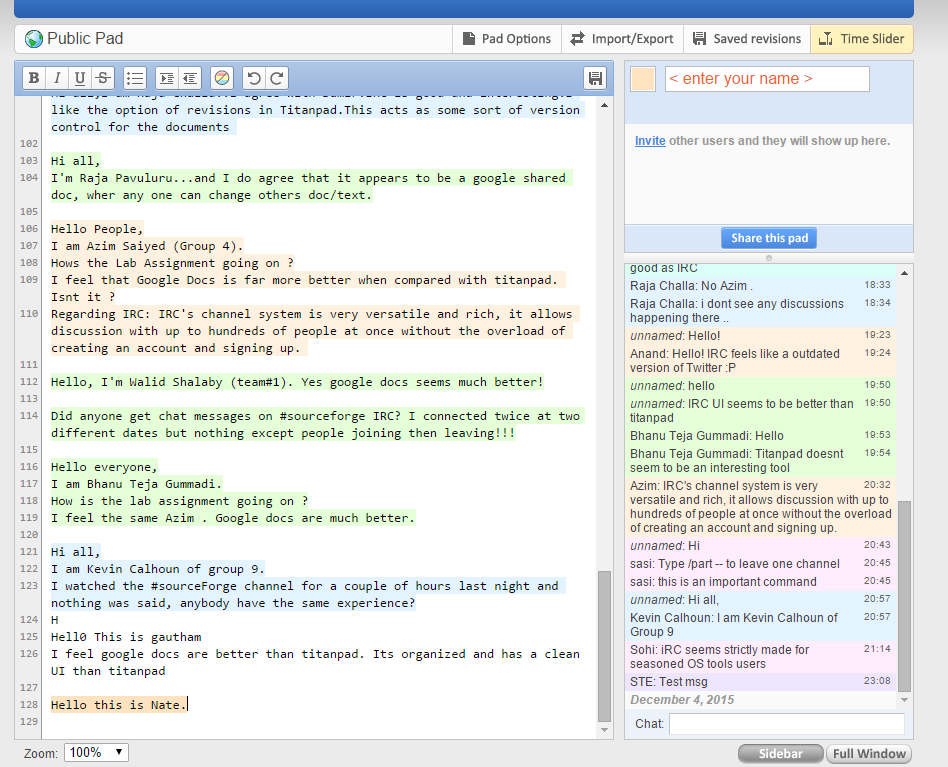 Public Pad
Pad Options
Import/Export
Saved revisions
Time Slider
B I U S
like the option of revisions in Titanpad.This acts as some sort of version
control for the documents
102
103 Hi all,
104 I'm Raja Pavuluru...and I do agree that it appears to be a google shared
doc, wher any one can change others doc/text.
105
106 Hello People,
107 I am Azim Saiyed (Group 4).
108 Hows the Lab Assignment going on ?
109 I feel that Google Docs is far more better when compared with titanpad.
Isnt it ?
110 Regarding IRC: IRC's channel system is very versatile and rich, it allows
discussion with up to hundreds of people at once without the overload of
creating an account and signing up.
111
112 Hello, I'm Walid Shalaby (team#1). Yes google docs seems much better!
113
114 Did anyone get chat messages on #sourceforge IRC? I connected twice at two
different dates but nothing except people joining then leaving!!!
115
116 Hello everyone,
117 I am Bhanu Teja Gummadi.
118 How is the lab assignment going on ?
119 I feel the same Azim . Google docs are much better.
120
121 Hi all,
122 I am Kevin Calhoun of group 9.
123 I watched the #sourceForge channel for a couple of hours last night and
nothing was said, anybody have the same experience?
124 H
125 Hell0 This is gautham
126 I feel google docs are better than titanpad. Its organized and has a clean
UI than titanpad
127
128 Hello this is Nate.
129
Zoom: 100%
< enter your name >
Invite other users and they will show up here.
Share this pad
good as IRC
Raja Challa: No Azim . 18:33
Raja Challa: i dont see any discussions 18:34
happening there ..
unnamed: Hello! 19:23
Anand: Hello! IRC feels like a outdated 19:24
version of Twitter :P
unnamed: hello 19:50
unnamed: IRC UI seems to be better than 19:50
titanpad
Bhanu Teja Gummadi: Hello 19:53
Bhanu Teja Gummadi: Titanpad doesnt 19:54
seem to be an interesting tool
Azim: IRC's channel system is very 20:32
versatile and rich, it allows discussion with up to
hundreds of people at once without the overload
of creating an account and signing up.
unnamed: Hi 20:43
sasi: Type /part -- to leave one channel 20:45
sasi: this is an important command 20:45
unnamed: Hi all, 20:57
Kevin Calhoun: I am Kevin Calhoun of 20:57
Group 9
Sohi: iRC seems strictly made for 21:14
seasoned OS tools users
STE: Test msg 23:08
December 4, 2015
Chat:
Sidebar
Full Window